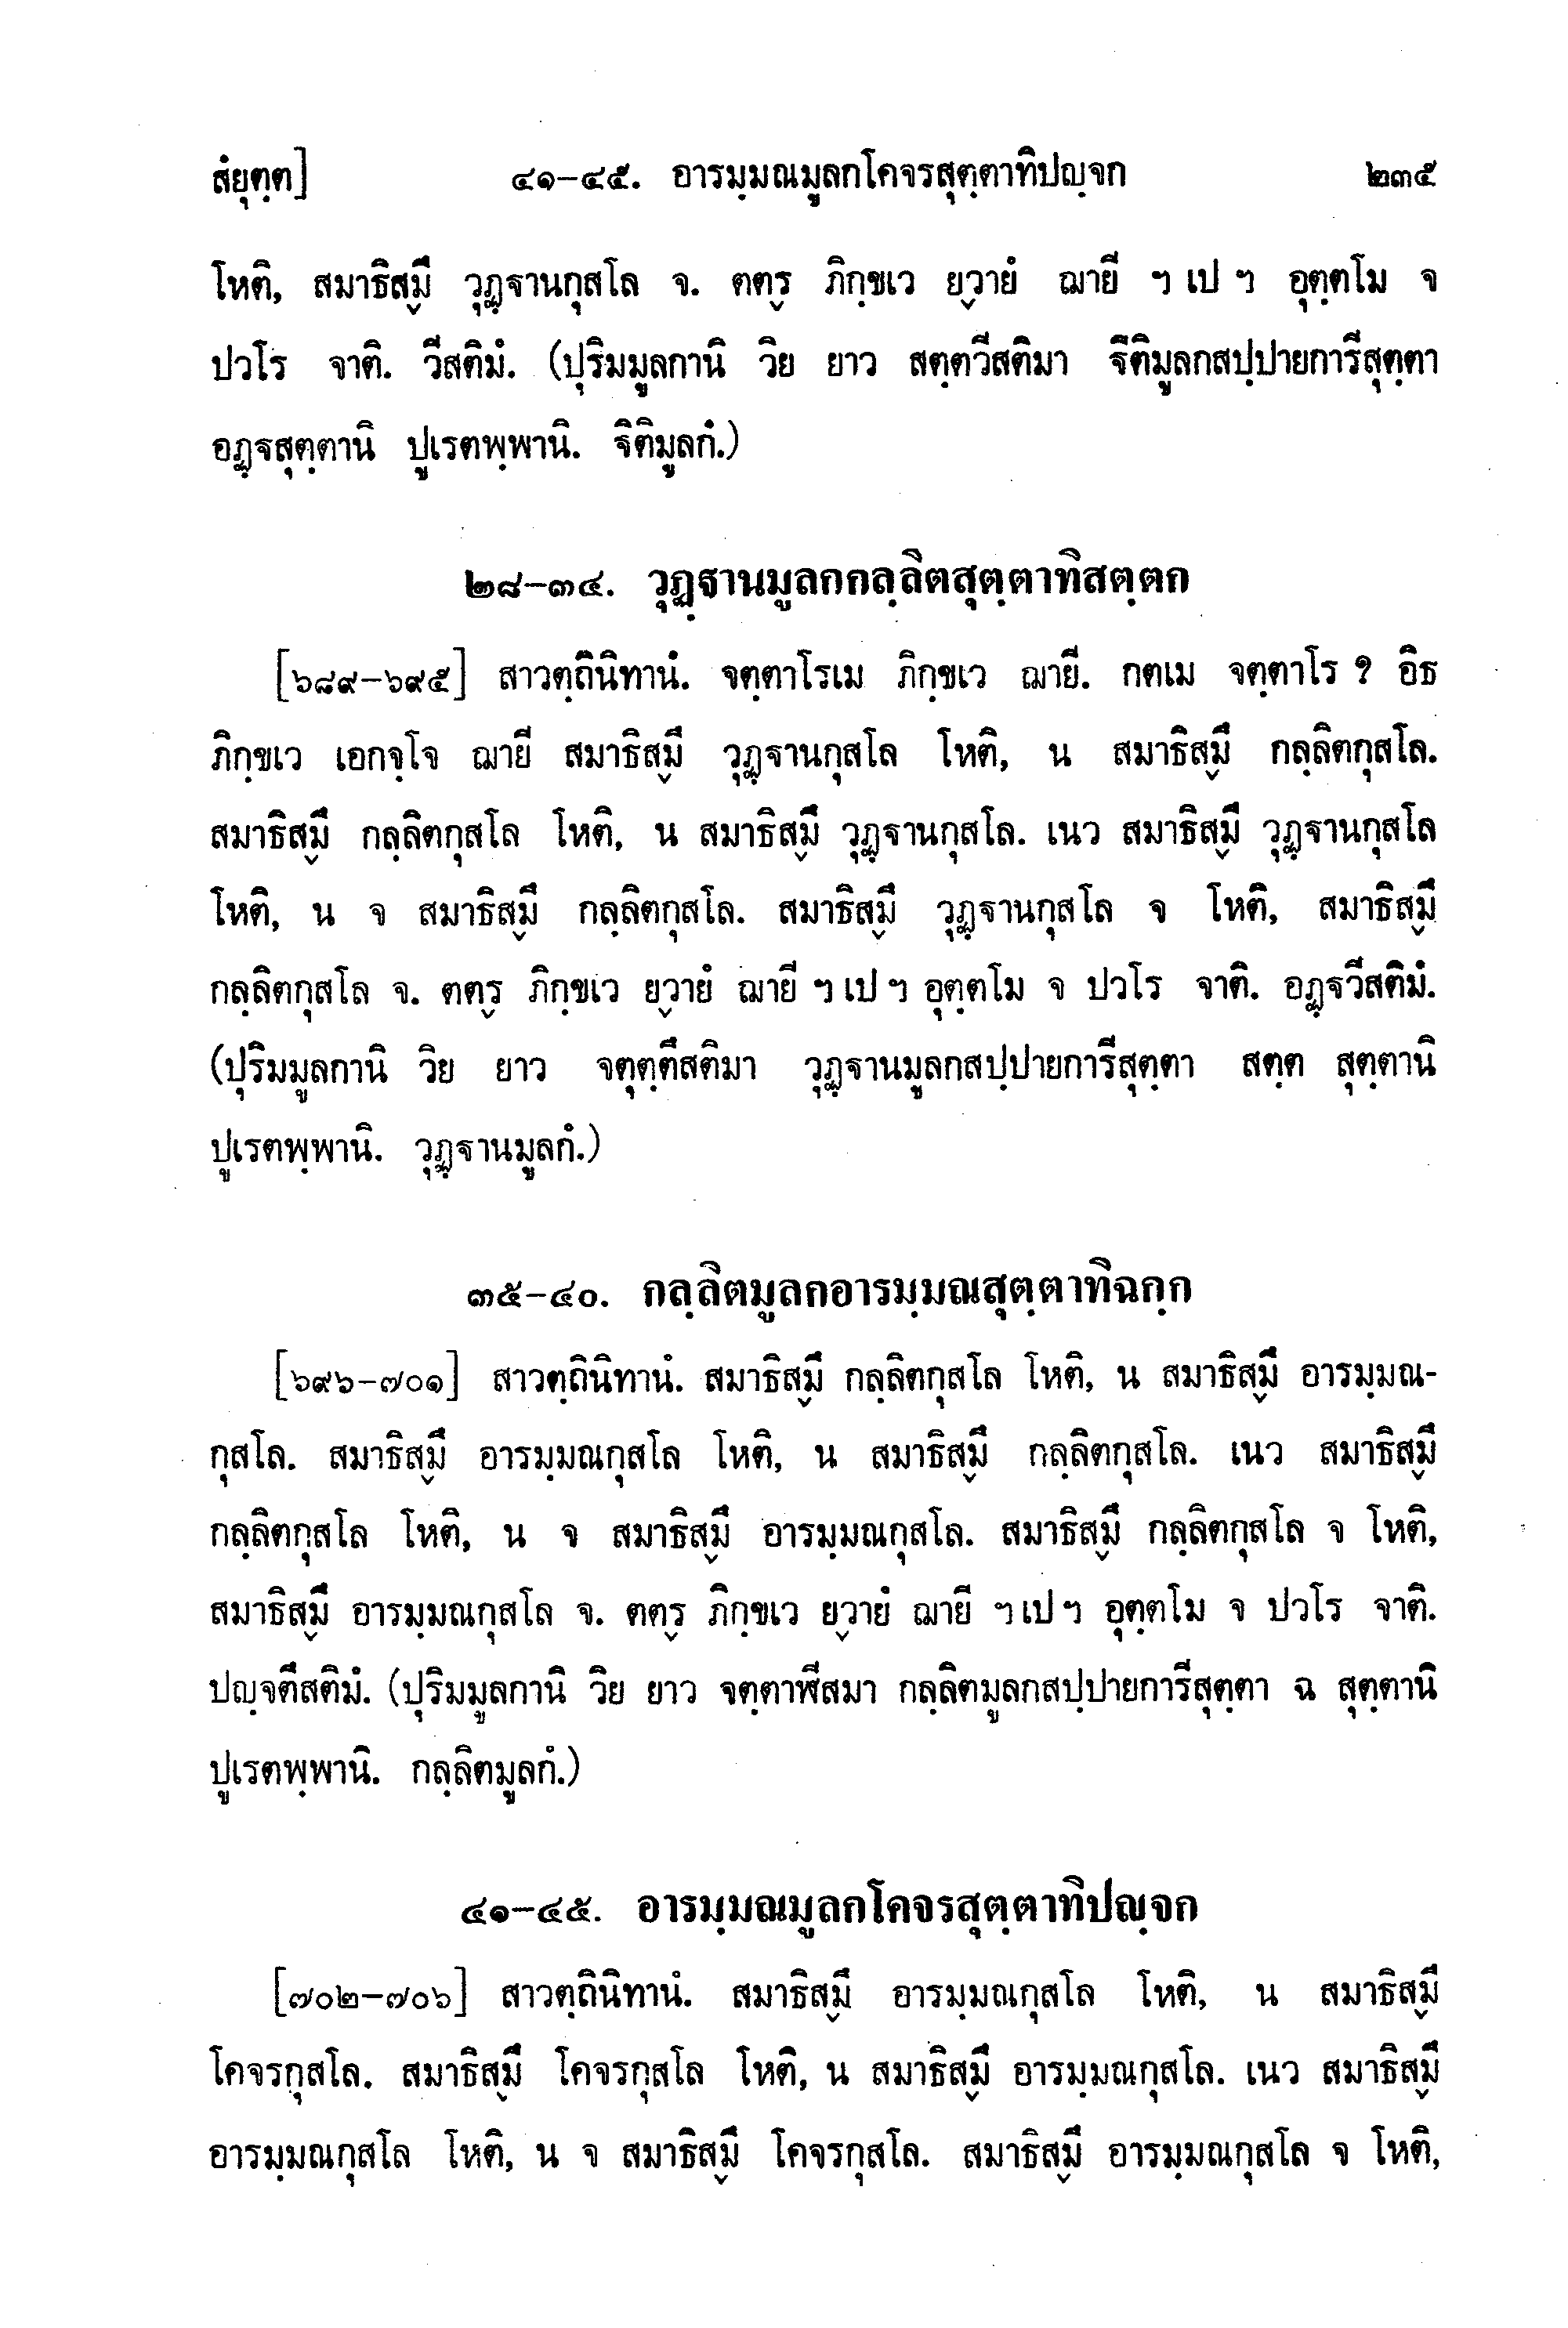 สํยุตฺต]	๔๑-๔๕. อารมฺมณมูลกโคจรสุตฺตาทิปญฺจก	๒๓๕
โหติ, สมาธิสฺมึ วุฏฺฐานกุสโล จ. ตตฺร ภิกฺขเว ยฺวายํ ฌายี ฯ เป ฯ อุตฺตโม จ
ปวโร จาติ. วีสติมํ. (ปุริมมูลกานิ วิย ยาว สตฺตวีสติมา ฐิติมูลกสปฺปายการีสุตฺตา
อฏฺฐสุตฺตานิ ปูเรตพฺพานิ. ฐิติมูลกํ.)
๒๘-๓๔. วุฏฺฐานมูลกกลฺลิตสุตฺตาทิสตฺตก
[๖๘๙-๖๙๕] สาวตฺถินิทานํ. จตฺตาโรเม ภิกฺขเว ฌายี. กตเม จตฺตาโร ? อิธ
ภิกฺขเว เอกจฺโจ ฌายี สมาธิสฺมึ วุฏฺฐานกุสโล โหติ, น สมาธิสฺมึ กลฺลิตกุสโล.
สมาธิสฺมึ กลฺลิตกุสโล โหติ, น สมาธิสฺมึ วุฏฺฐานกุสโล. เนว สมาธิสฺมึ วุฏฺฐานกุสโล
โหติ, น จ สมาธิสฺมึ กลฺลิตกุสโล. สมาธิสฺมึ วุฏฺฐานกุสโล จ โหติ, สมาธิสฺมึ
กลฺลิตกุสโล จ. ตตฺร ภิกฺขเว ยฺวายํ ฌายี ฯ เป ฯ อุตฺตโม จ ปวโร จาติ. อฏฺฐวีสติมํ.
(ปุริมมูลกานิ วิย ยาว จตุตฺตึสติมา วุฏฺฐานมูลกสปฺปายการีสุตฺตา สตฺต สุตฺตานิ
ปูเรตพฺพานิ. วุฏฺฐานมูลกํ.)
๓๕-๔๐. กลฺลิตมูลกอารมฺมณสุตฺตาทิฉกฺก
[๖๙๖-๗๐๑] สาวตฺถินิทานํ. สมาธิสฺมึ กลฺลิตกุสโล โหติ, น สมาธิสฺมึ อารมฺมณ-
กุสโล. สมาธิสฺมึ อารมฺมณกุสโล โหติ, น สมาธิสฺมึ กลฺลิตกุสโล. เนว สมาธิสฺมึ
กลฺลิตกุสโล โหติ, น จ สมาธิสฺมึ อารมฺมณกุสโล. สมาธิสฺมึ กลฺลิตกุสโล จ โหติ,
สมาธิสฺมึ อารมฺมณกุสโล จ. ตตฺร ภิกฺขเว ยฺวายํ ฌายี ฯ เป ฯ อุตฺตโม จ ปวโร จาติ.
ปญฺจตึสติมํ. (ปุริมมูลกานิ วิย ยาว จตฺตาฬีสมา กลฺลิตมูลกสปฺปายการีสุตฺตา ฉ สุตฺตานิ
ปูเรตพฺพานิ. กลฺลิตมูลกํ.)
๔๑-๔๕. อารมฺมณมูลกโคจรสุตฺตาทิปญฺจก
[๗๐๒-๗๐๖] สาวตฺถินิทานํ. สมาธิสฺมึ อารมฺมณกุสโล โหติ, น สมาธิสฺมึ
โคจรกุสโล. สมาธิสฺมึ โคจรกุสโล โหติ, น สมาธิสฺมึ อารมฺมณกุสโล. เนว สมาธิสฺมึ
อารมฺมณกุสโล โหติ, น จ สมาธิสฺมึ โคจรกุสโล. สมาธิสฺมึ อารมฺมณกุสโล จ โหติ,